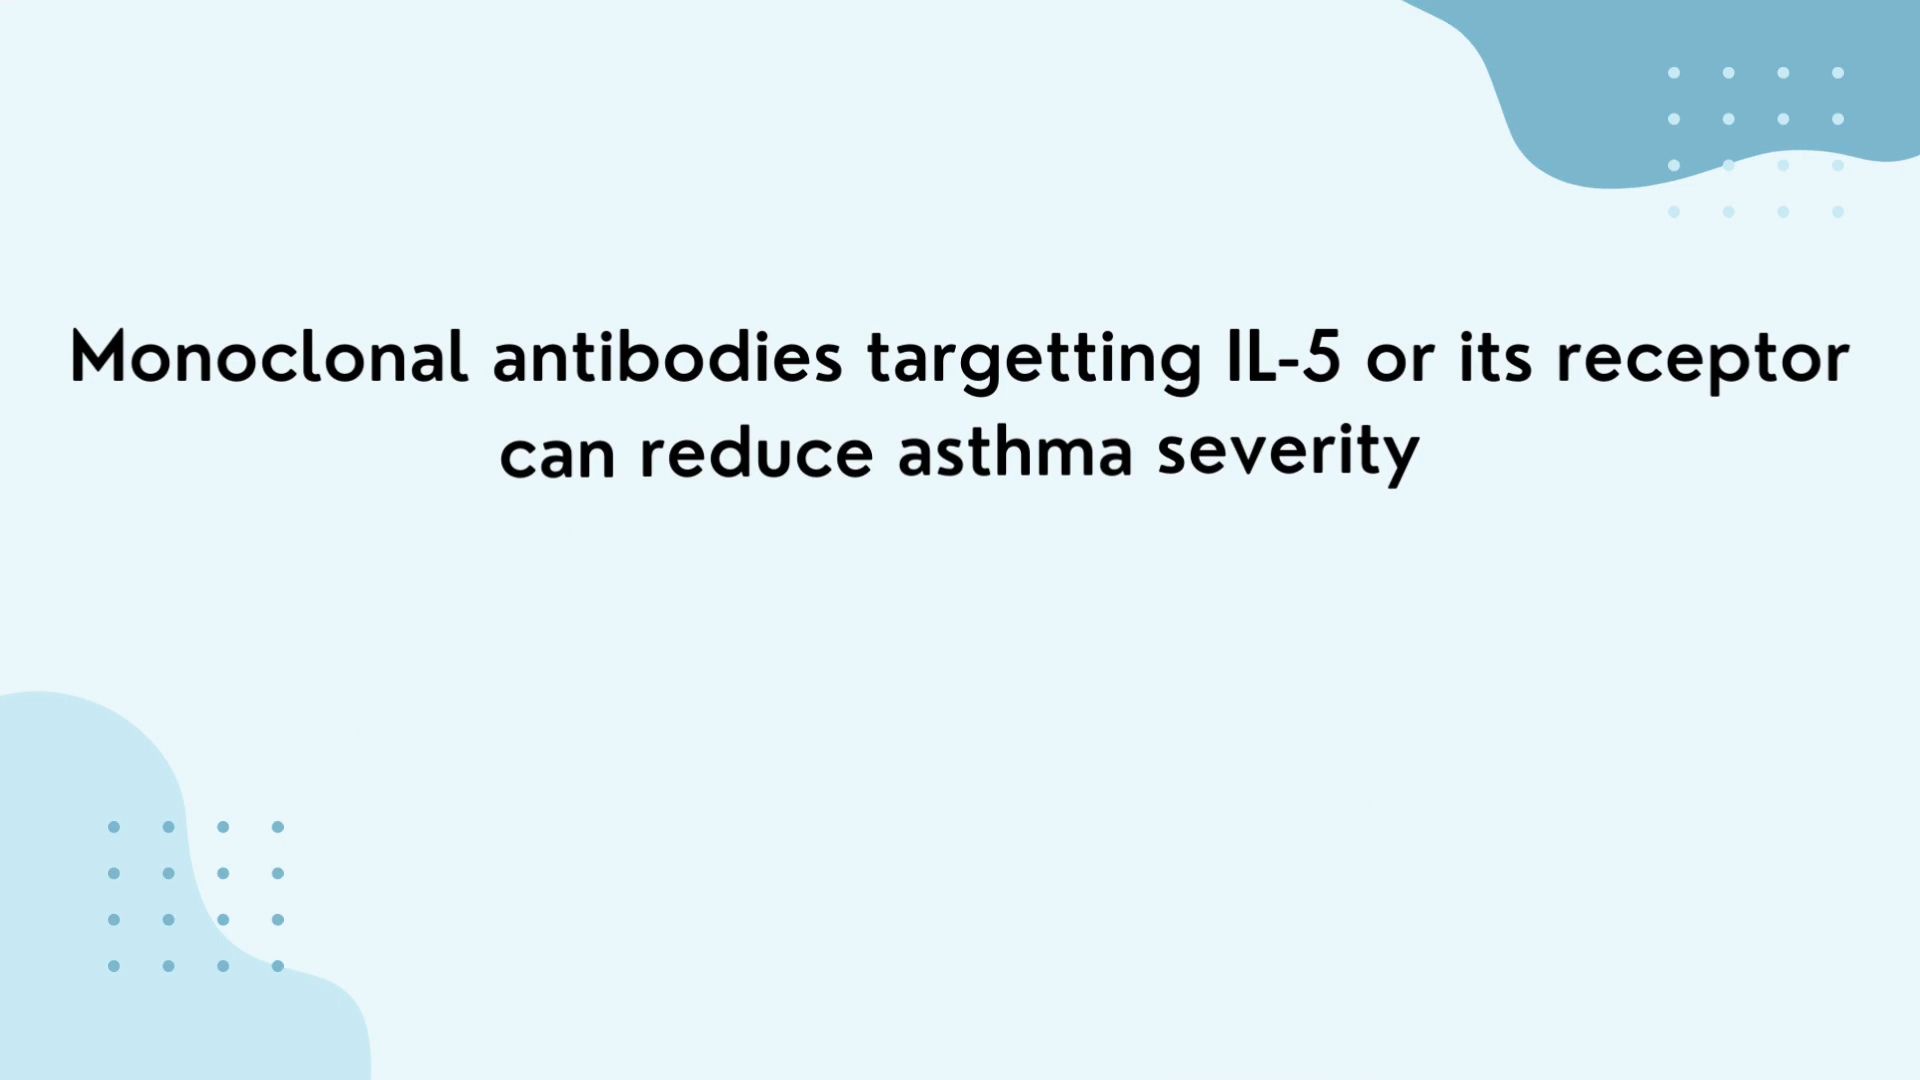 Monoclonal antibodies targetting IL-5 or its receptor
can reduce asthma severity